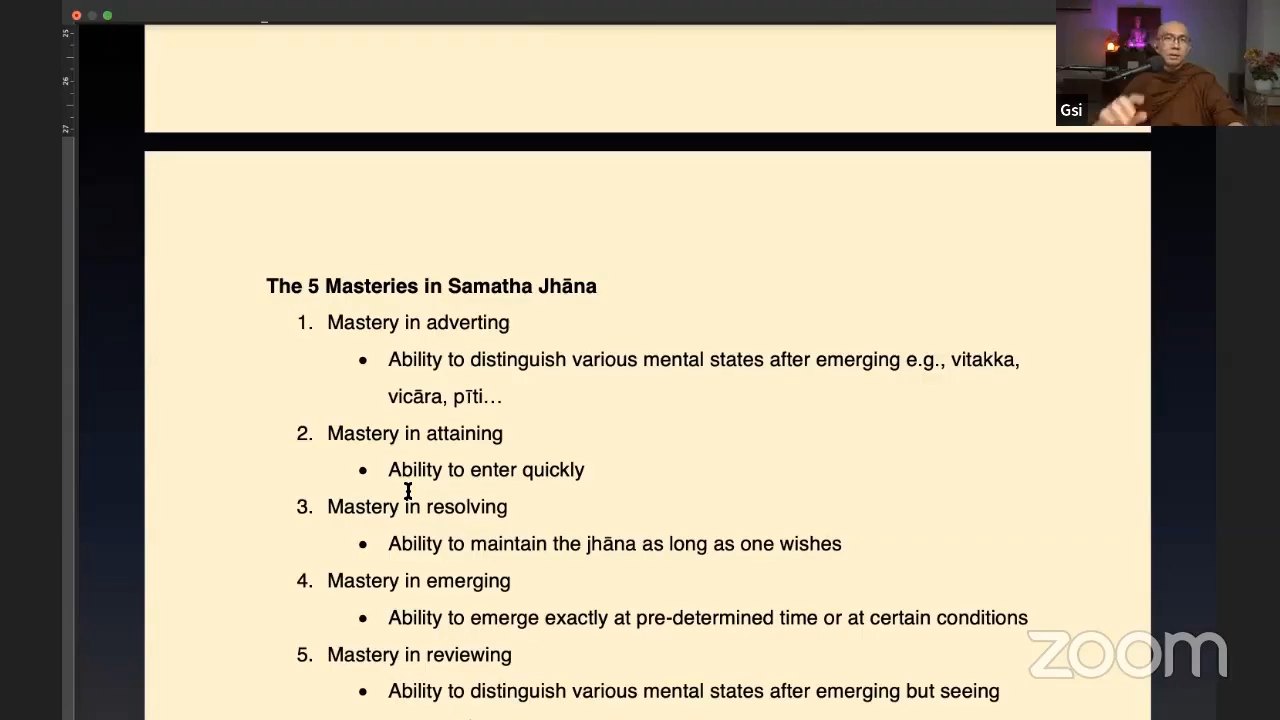 25
26
27
Gsi
The 5 Masteries in Samatha Jhāna
1. Mastery in adverting
• Ability to distinguish various mental states after emerging e.g., vitakka,
vicāra, pīti…
2. Mastery in attaining
• Ability to enter quickly
3. Mastery in resolving
• Ability to maintain the jhāna as long as one wishes
4. Mastery in emerging
• Ability to emerge exactly at pre-determined time or at certain conditions
5. Mastery in reviewing
• Ability to distinguish various mental states after emerging but seeing
zoom